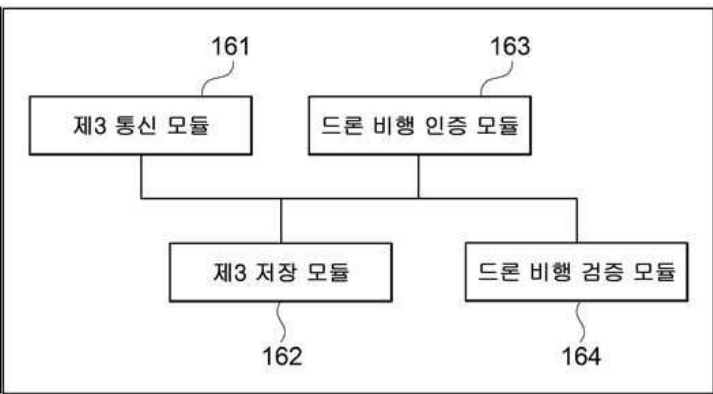 161
163
제3 통신 모듈
드론 비행 인증 모듈
제3 저장 모듈
드론 비행 검증 모듈
162
164